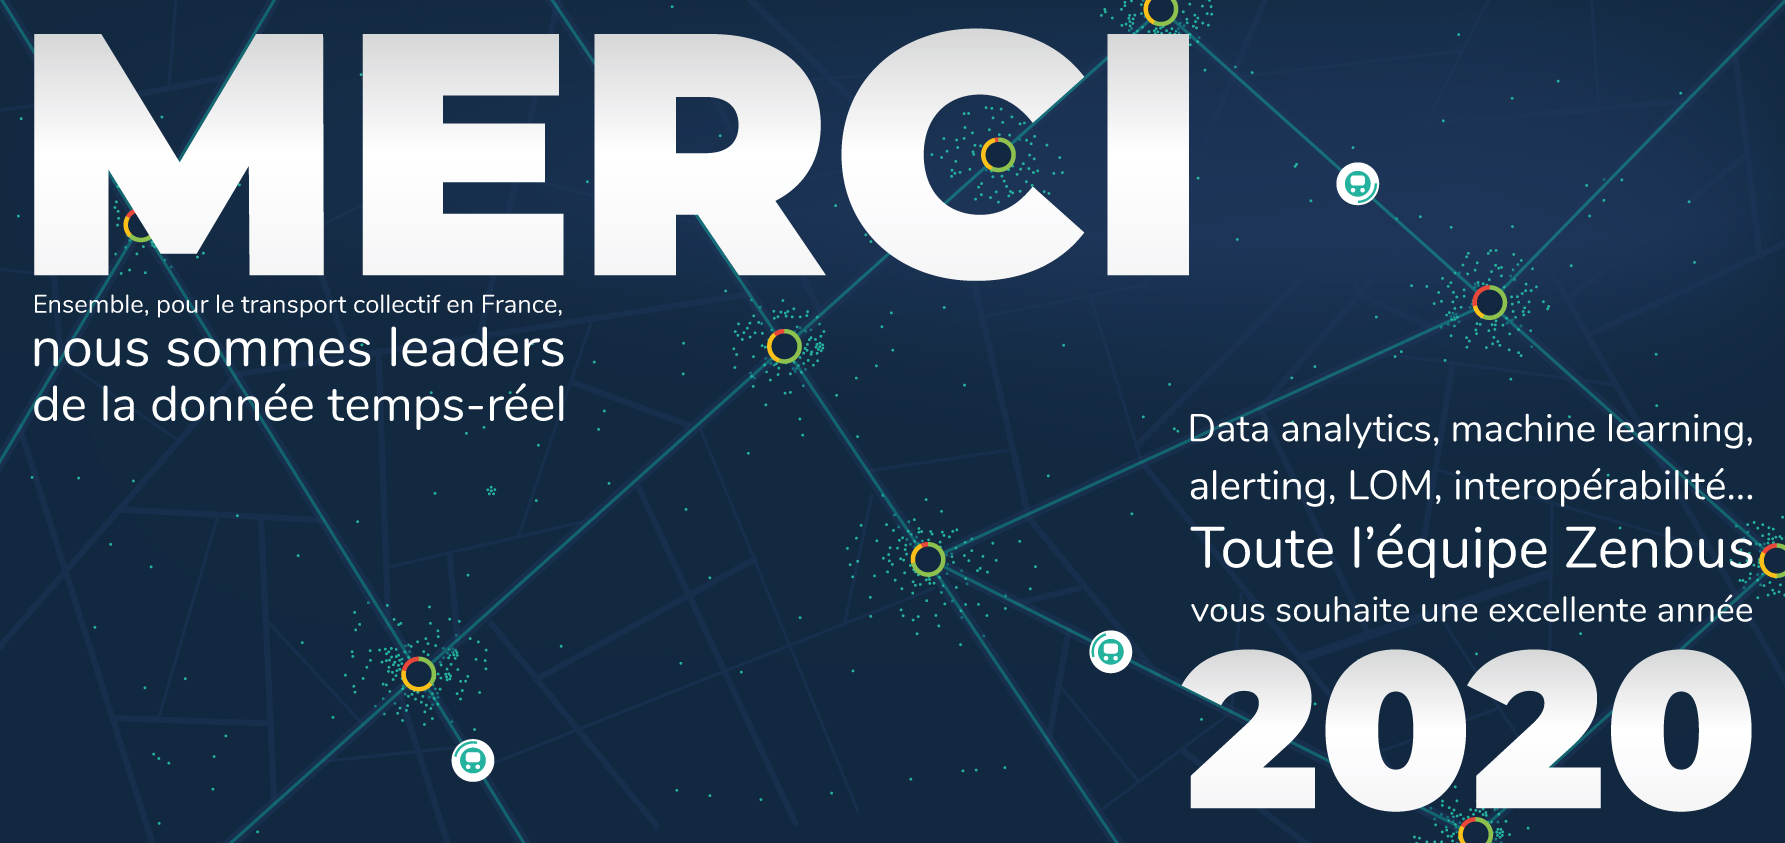 MERCI
Ensemble, pour le transport collectif en France,
nous sommes leaders
de la donnée temps-réel
Data analytics, machine learning,
alerting, LOM, interopérabilité...
Toute l'équipe Zenbus
vous souhaite une excellente année
2020